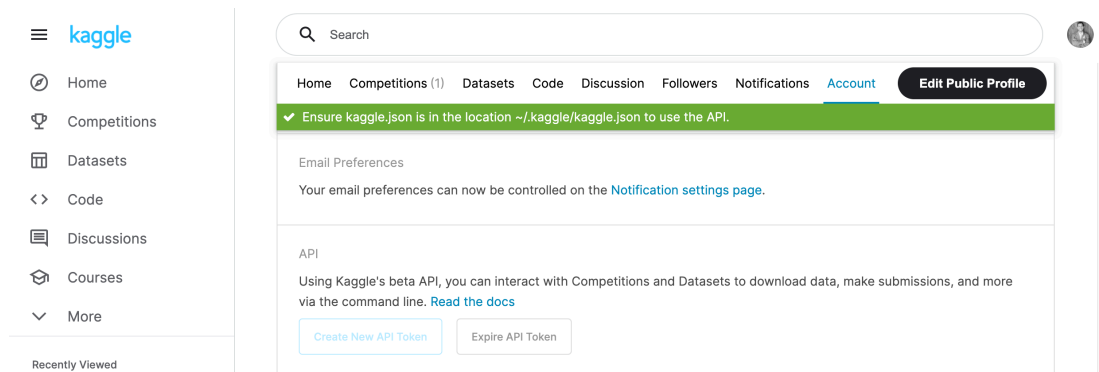 kaggle
Home
Competitions
Datasets
Code
Discussions
Courses
More
Recently Viewed
Search
Home Competitions (1) Datasets Code Discussion Followers Notifications Account Edit Public Profile
Ensure kaggle.json is in the location ~/.kaggle/kaggle.json to use the API.
Email Preferences
Your email preferences can now be controlled on the Notification settings page.
API
Using Kaggle's beta API, you can interact with Competitions and Datasets to download data, make submissions, and more
via the command line. Read the docs
Create New API Token Expire API Token